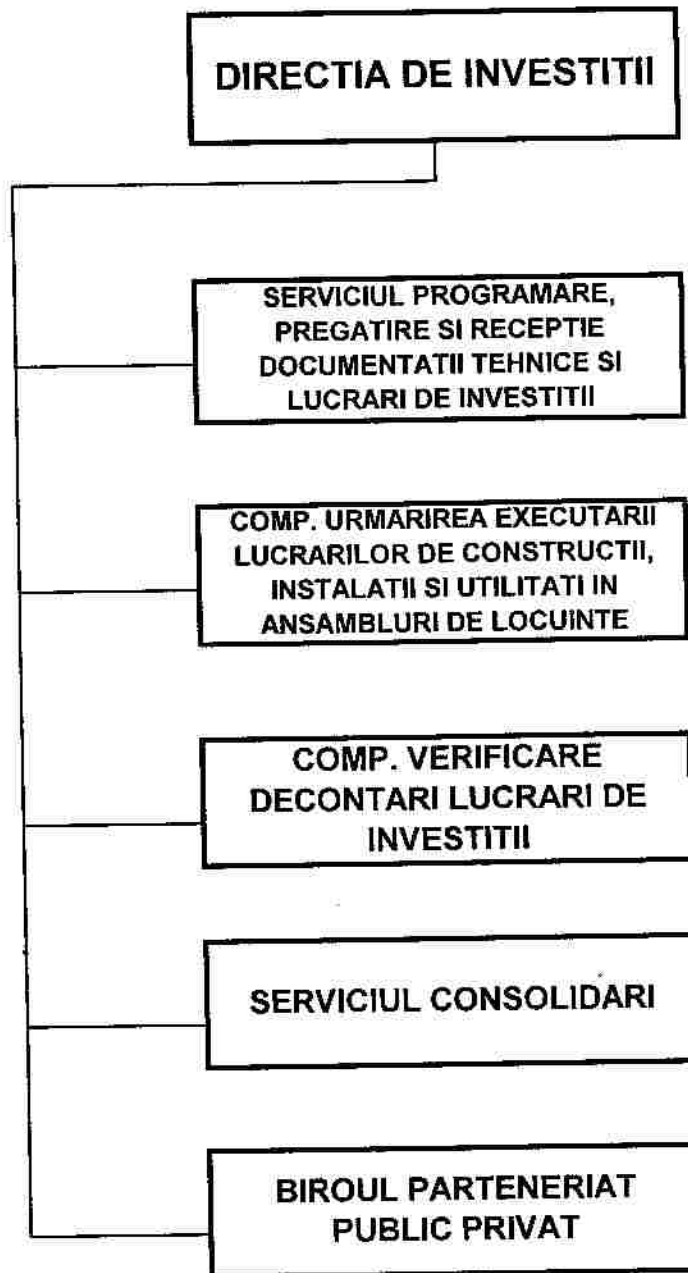 DIRECTIA DE INVESTITII
SERVICIUL PROGRAMARE,
PREGATIRE SI RECEPTIE
DOCUMENTATII TEHNICE SI
LUCRARI DE INVESTITII
COMP. URMARIREA EXECUTARII
LUCRARILOR DE CONSTRUCTII,
INSTALATII SI UTILITATI IN
ANSAMBLURI DE LOCUINTE
COMP. VERIFICARE
DECONTARI LUCRARI DE
INVESTITII
SERVICIUL CONSOLIDARI
BIROUL PARTENERIAT
PUBLIC PRIVAT